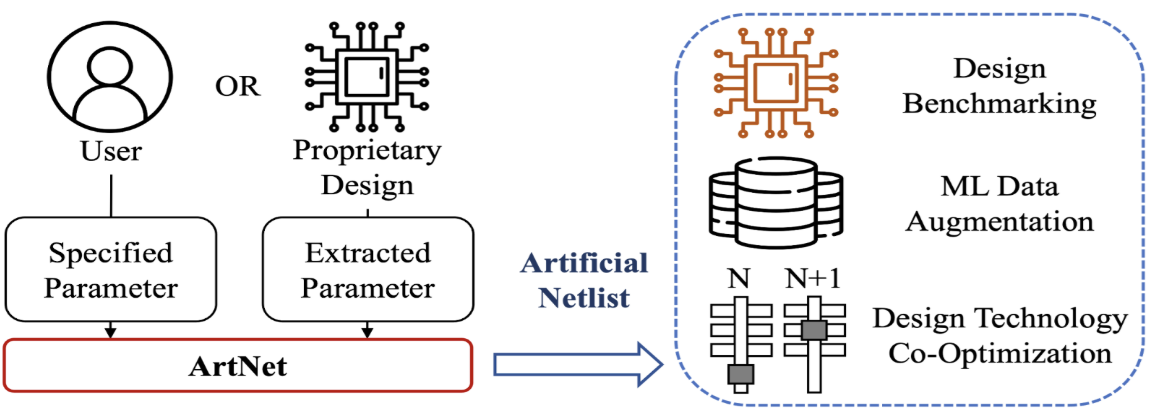 User
OR
Proprietary
Design
Specified
Parameter
Extracted
Parameter
ArtNet
Artificial
Netlist
Design
Benchmarking
ML Data
Augmentation
N
N+1
Design Technology
Co-Optimization